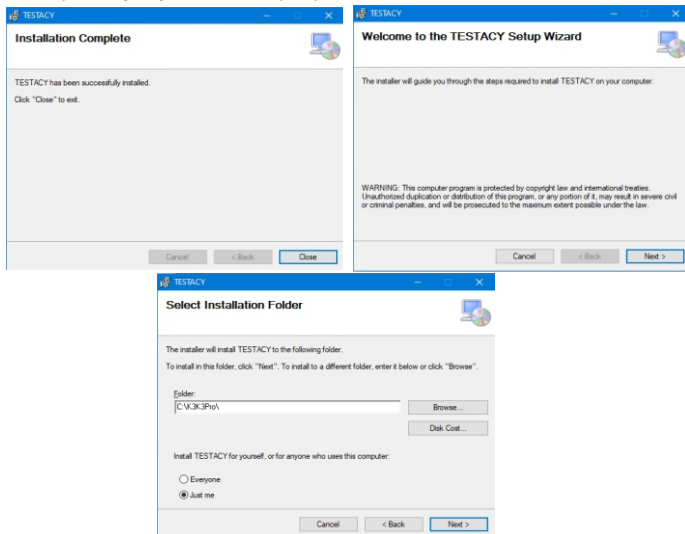 TESTACY
Installation Complete
TESTACY has been successfully installed.
Click "Close" to exit.
Cancel
< Back
Close
TESTACY
Welcome to the TESTACY Setup Wizard
The installer will guide you through the steps required to install TESTACY on your computer.
WARNING: This computer program is protected by copyright law and international treaties.
Unauthorized duplication or distribution of this program, or any portion of it, may result in severe civil
or criminal penalties, and will be prosecuted to the maximum extent possible under the law.
Cancel
< Back
Next >
TESTACY
Select Installation Folder
The installer will install TESTACY to the following folder.
To install in this folder, click "Next". To install to a different folder, enter it below or click "Browse".
Folder:
C:\K3K3Pro\
Browse...
Disk Cost...
Install TESTACY for yourself, or for anyone who uses this computer:
Everyone
Just me
Cancel
< Back
Next >